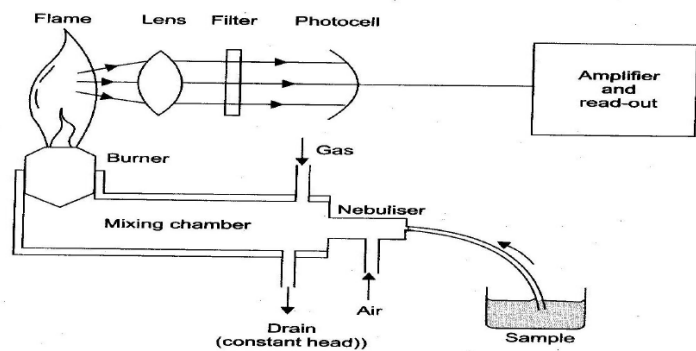 Flame
Lens
Filter
Photocell
Amplifier
and
read-out
Burner
Gas
Mixing chamber
Nebuliser
Drain
(constant head))
Air
Sample